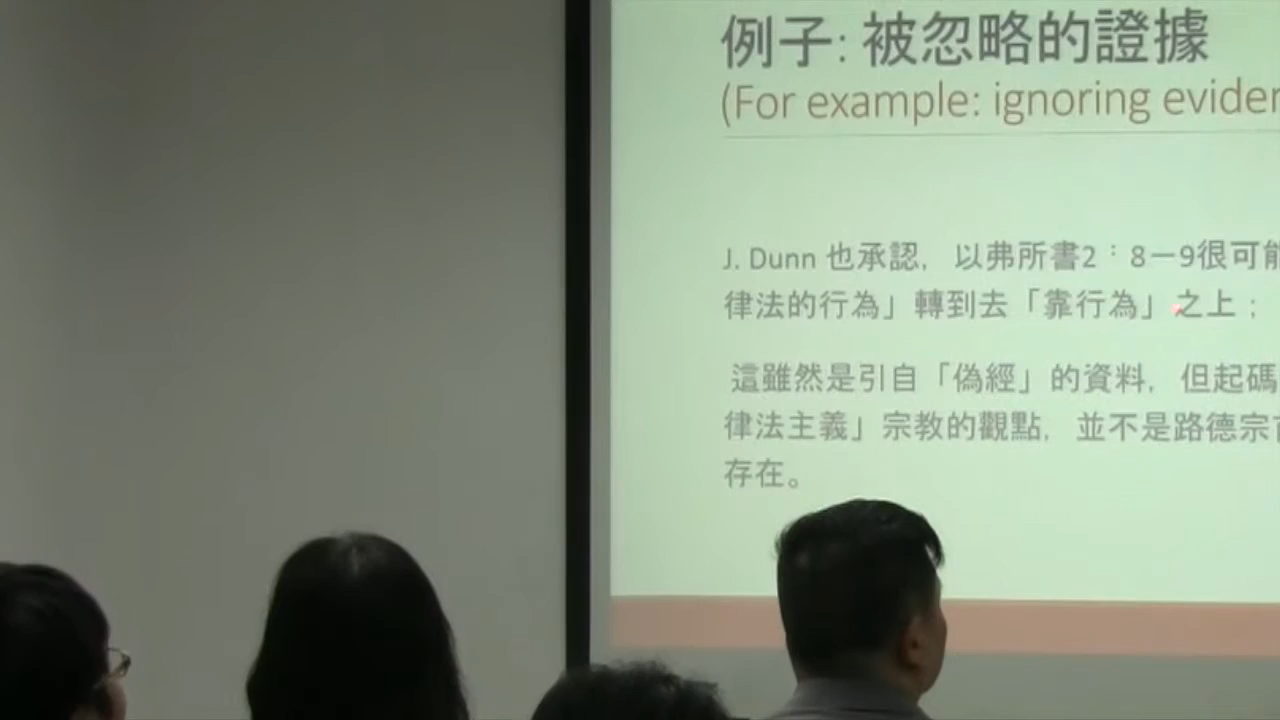 例子: 被忽略的證據
(For example: ignoring eviden
J. Dunn 也承認, 以弗所書2：8－9很可能
律法的行為」轉到去「靠行為」之上；
這雖然是引自「偽經」的資料, 但起碼
律法主義」宗教的觀點, 並不是路德宗
存在。